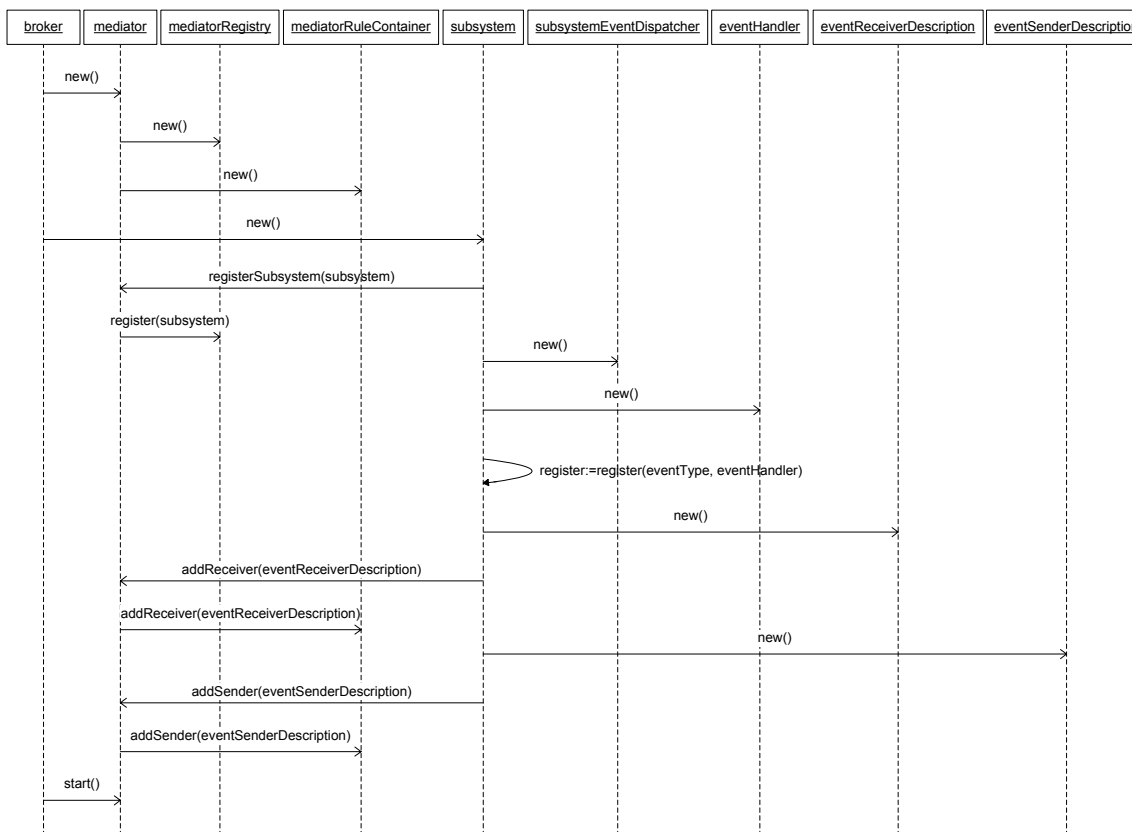 broker
mediator
mediatorRegistry
mediatorRuleContainer
subsystem
subsystemEventDispatcher
eventHandler
eventReceiverDescription
eventSenderDescription
new()
new()
new()
new()
registerSubsystem(subsystem)
register(subsystem)
new()
new()
register:=register(eventType, eventHandler)
new()
addReceiver(eventReceiverDescription)
addReceiver(eventReceiverDescription)
new()
addSender(eventSenderDescription)
addSender(eventSenderDescription)
start()